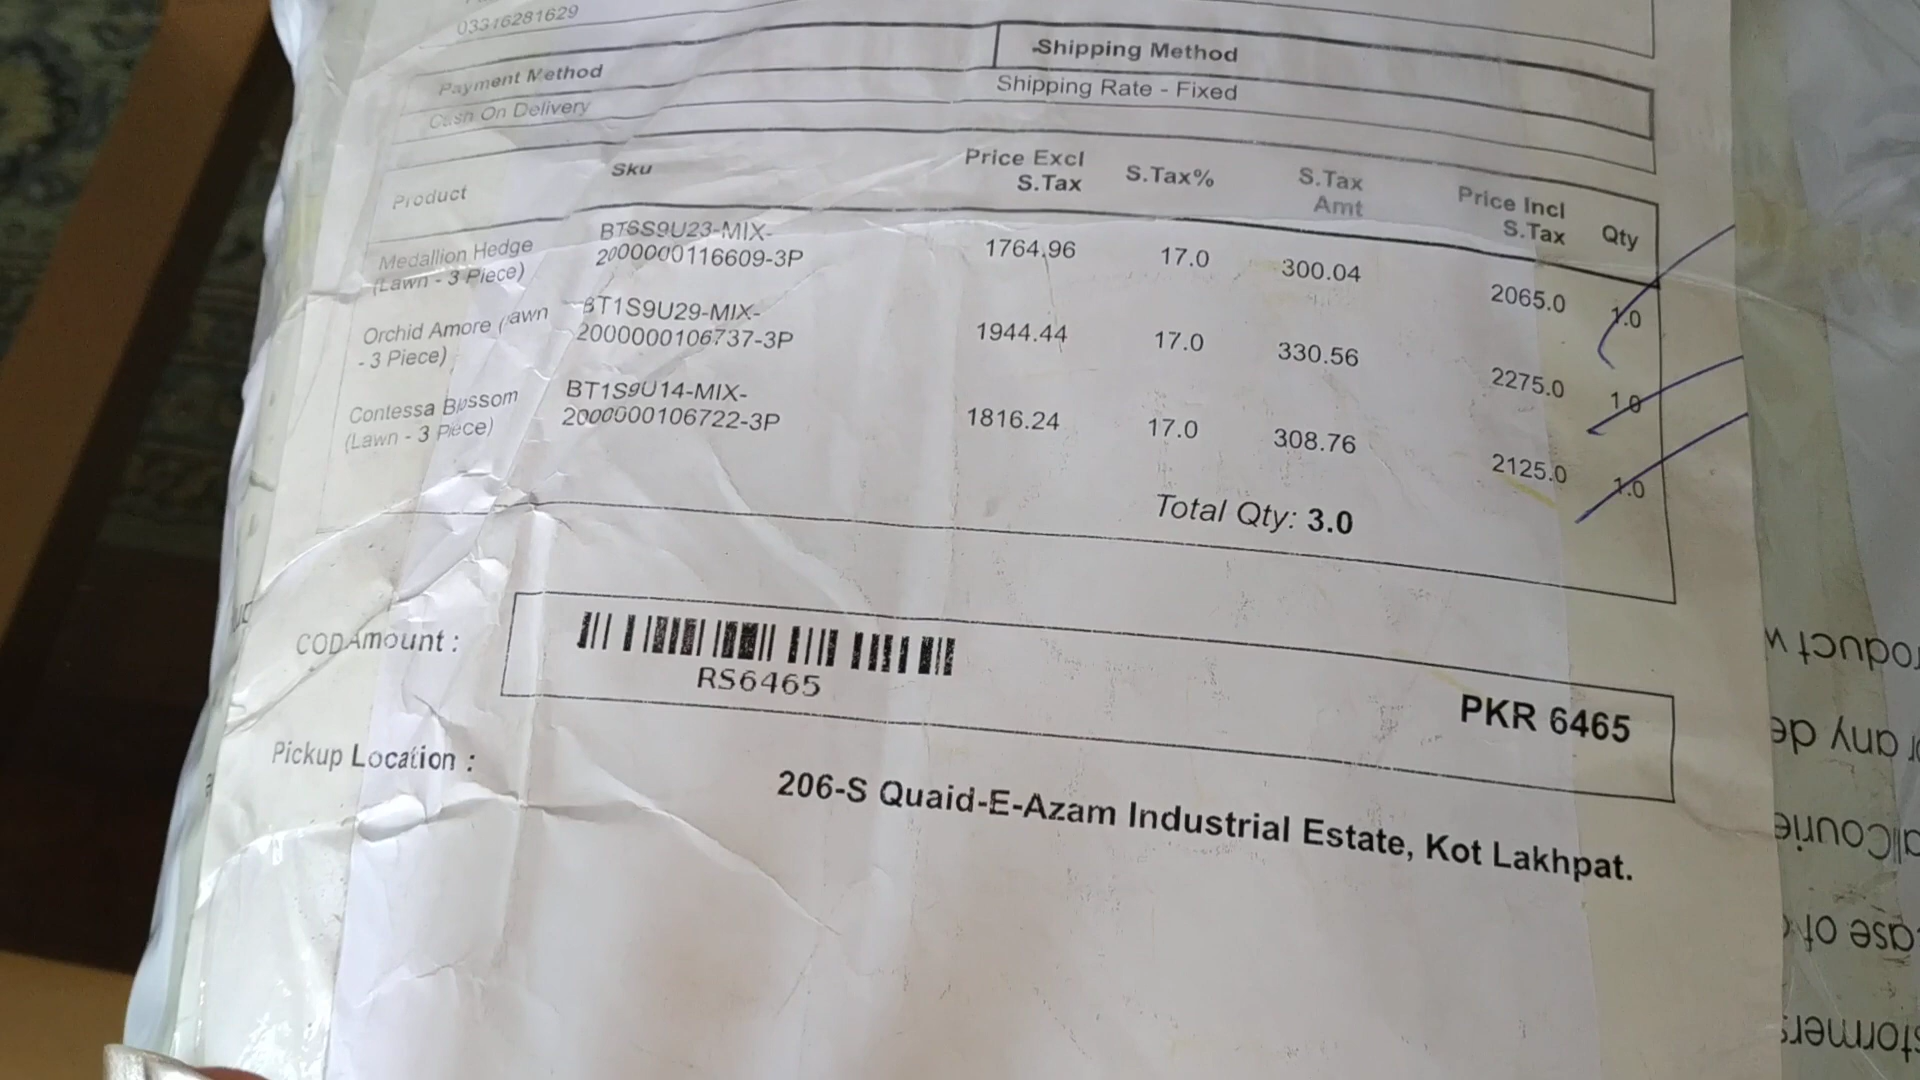 03316281629
Payment Method
Shipping Method
Cash On Delivery
Shipping Rate - Fixed
Product Sku Price Excl S.Tax S.Tax% S.Tax Amt Price Incl S.Tax Qty
Medallion Hedge BTSS9U23-MIX- 1764.96 17.0 300.04 2065.0 1.0
(Lawn - 3 Piece) 2000000116609-3P
Orchid Amore (Lawn BT1S9U29-MIX- 1944.44 17.0 330.56 2275.0 1.0
- 3 Piece) 2000000106737-3P
Contessa Blossom BT1S9U14-MIX- 1816.24 17.0 308.76 2125.0 1.0
(Lawn - 3 Piece) 2000000106722-3P
Total Qty: 3.0
CODAmount :
RS6465
PKR 6465
Pickup Location :
206-S Quaid-E-Azam Industrial Estate, Kot Lakhpat.
any de
ase of